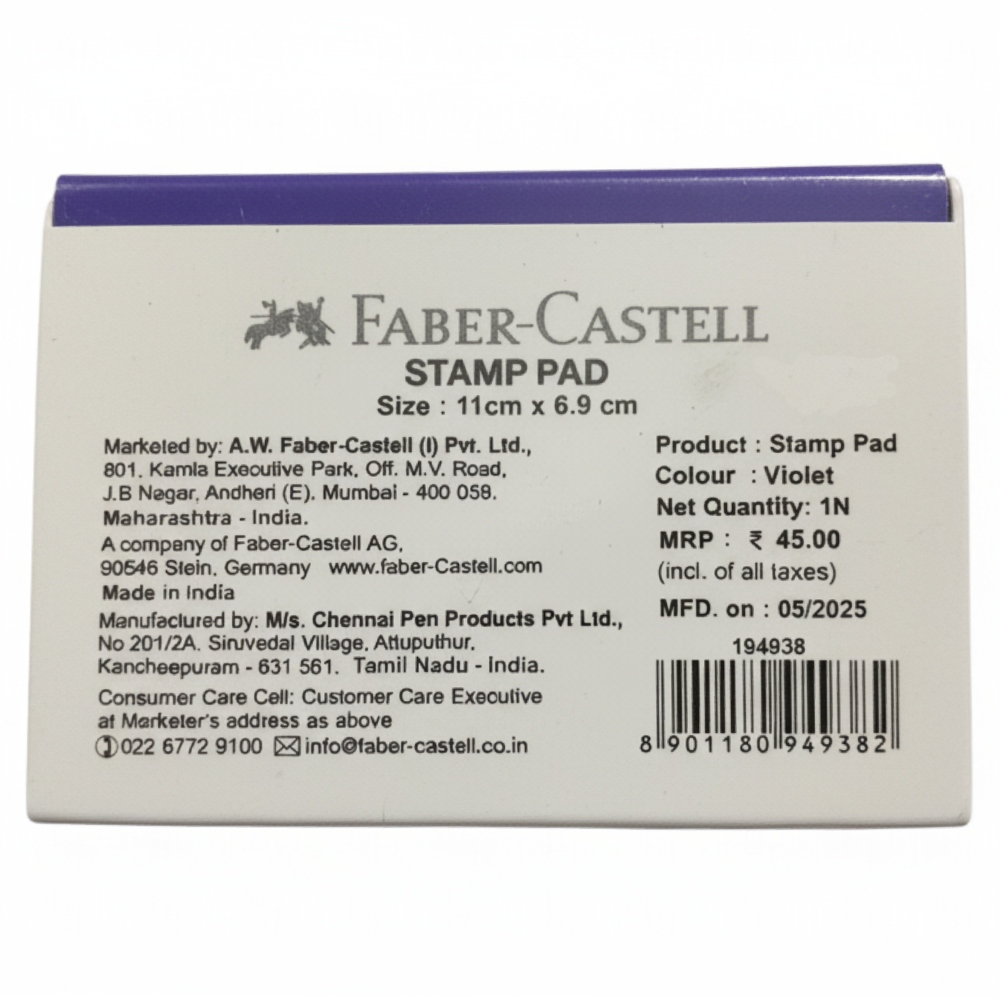 FABER-CASTELL
STAMP PAD
Size : 11cm x 6.9 cm
Marketed by: A.W. Faber-Castell (I) Pvt. Ltd.,
801, Kamla Executive Park, Off. M.V. Road,
J.B Nagar, Andheri (E). Mumbai - 400 059.
Maharashtra - India.
A company of Faber-Castell AG,
90546 Stein, Germany www.faber-Castell.com
Made in India
Manufactured by: M/s. Chennai Pen Products Pvt Ltd.,
No 201/2A, Siruvedal Village, Attuputhur,
Kancheepuram - 631 561. Tamil Nadu - India.
Consumer Care Cell: Customer Care Executive
at Marketer's address as above
022 6772 9100 info@faber-castell.co.in
Product : Stamp Pad
Colour : Violet
Net Quantity: 1N
MRP : ₹ 45.00
(incl. of all taxes)
MFD. on : 05/2025
194938
8 901180 949382